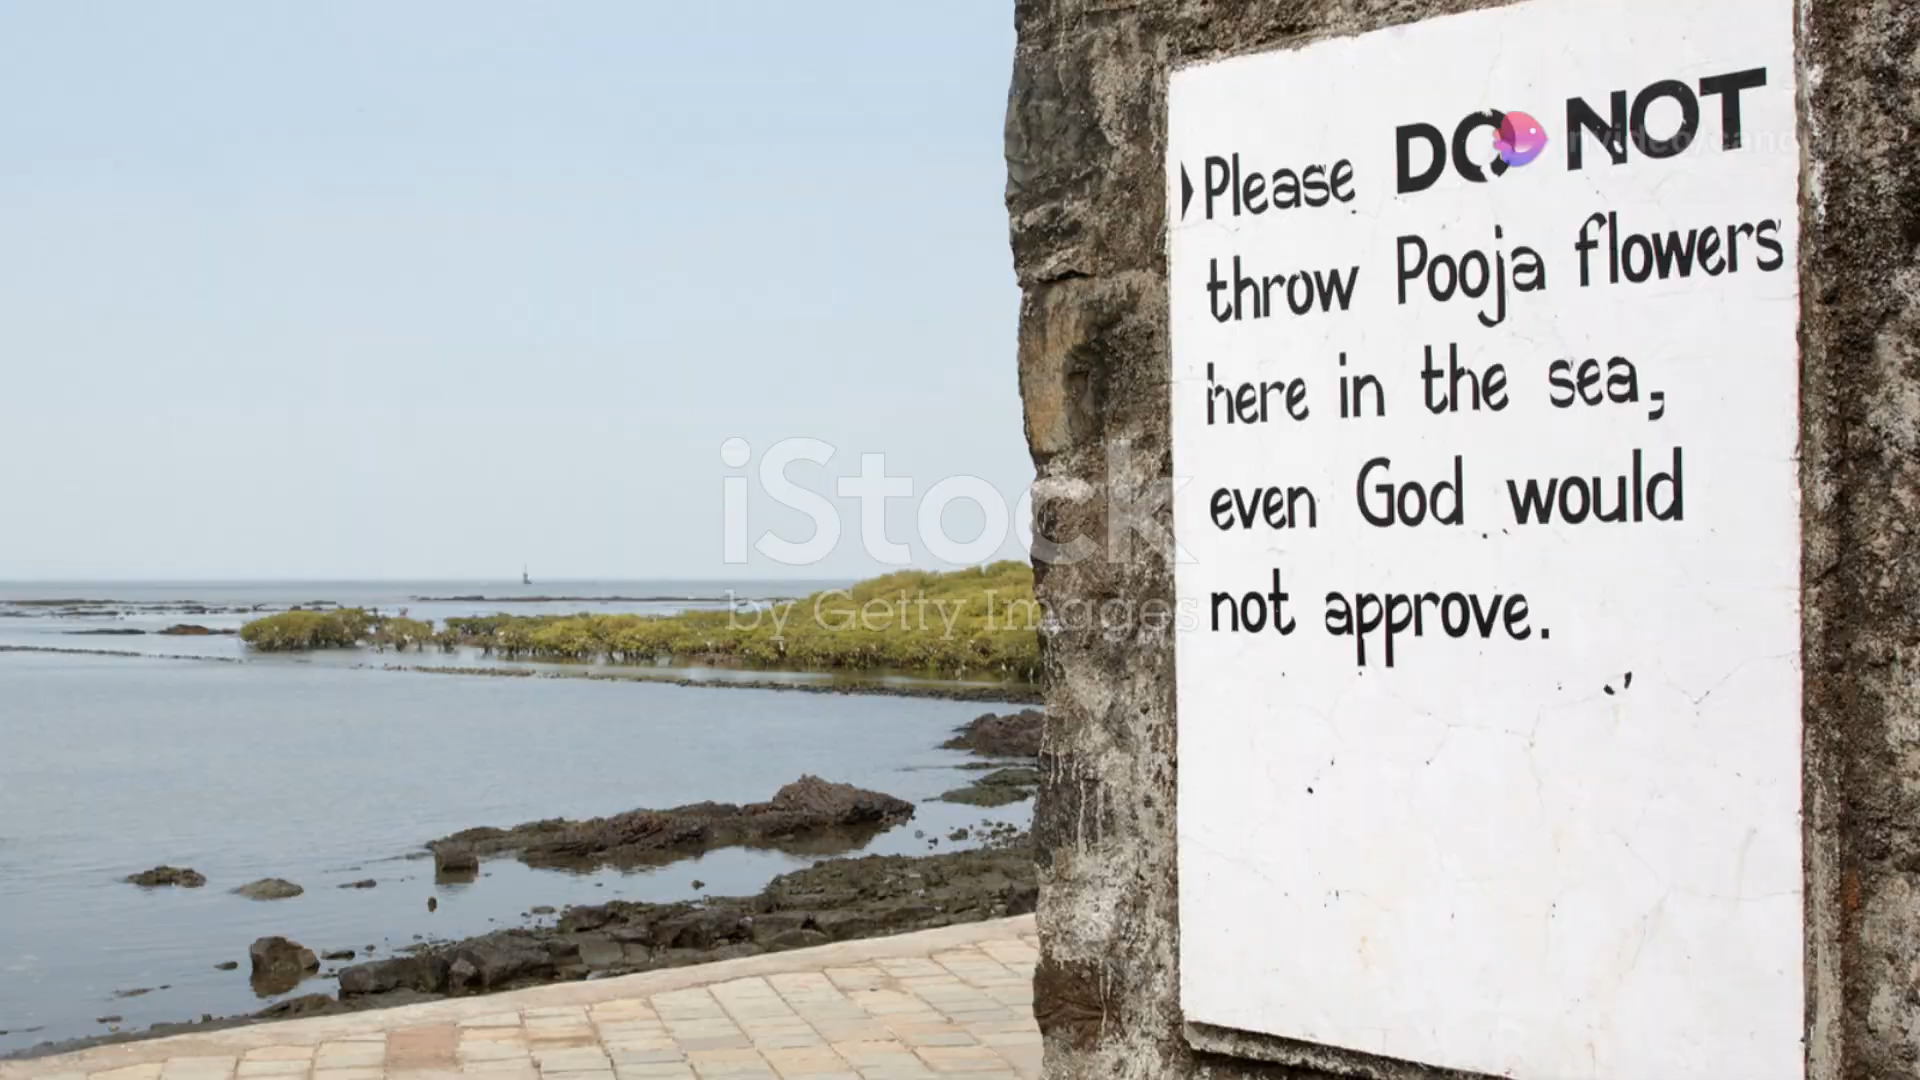 Please DO NOT
throw Pooja flowers
here in the sea,
even God would
not approve.
iStock
by Getty Images